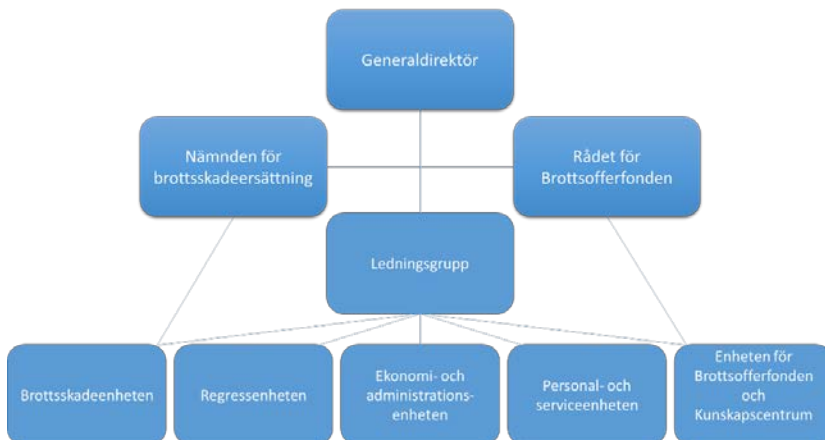 Generaldirektör
Nämnden för
brottsskadeersättning
Rådet för
Brottsofferfonden
Ledningsgrupp
Brottsskadeenheten
Regressenheten
Ekonomi- och
administrations-
enheten
Personal- och
serviceenheten
Enheten för
Brottsofferfonden
och
Kunskapscentrum